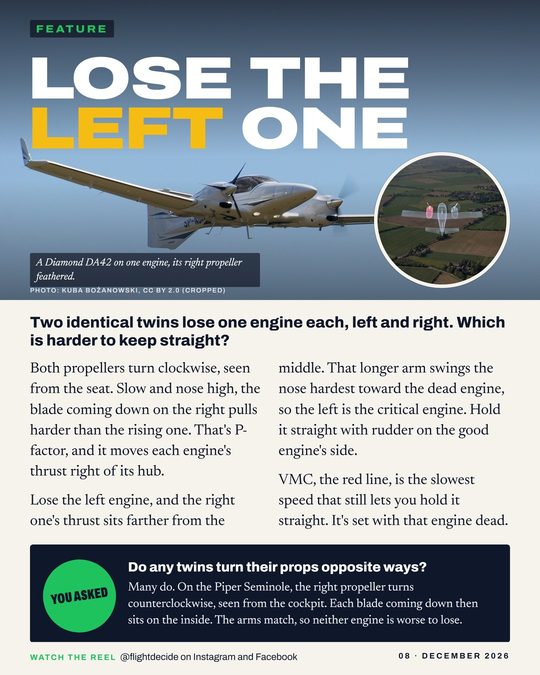 FEATURE
LOSE THE
LEFT ONE
A Diamond DA42 on one engine, its right propeller
feathered.
PHOTO: KUBA BOŻANOWSKI, CC BY 2.0 (CROPPED)
Two identical twins lose one engine each, left and right. Which
is harder to keep straight?
Both propellers turn clockwise, seen
from the seat. Slow and nose high, the
blade coming down on the right pulls
harder than the rising one. That's P-
factor, and it moves each engine's
thrust right of its hub.
Lose the left engine, and the right
one's thrust sits farther from the
middle. That longer arm swings the
nose hardest toward the dead engine,
so the left is the critical engine. Hold
it straight with rudder on the good
engine's side.
VMC, the red line, is the slowest
speed that still lets you hold it
straight. It's set with that engine dead.
YOU ASKED
Do any twins turn their props opposite ways?
Many do. On the Piper Seminole, the right propeller turns
counterclockwise, seen from the cockpit. Each blade coming down then
sits on the inside. The arms match, so neither engine is worse to lose.
WATCH THE REEL @flightdecide on Instagram and Facebook
08 · DECEMBER 2026